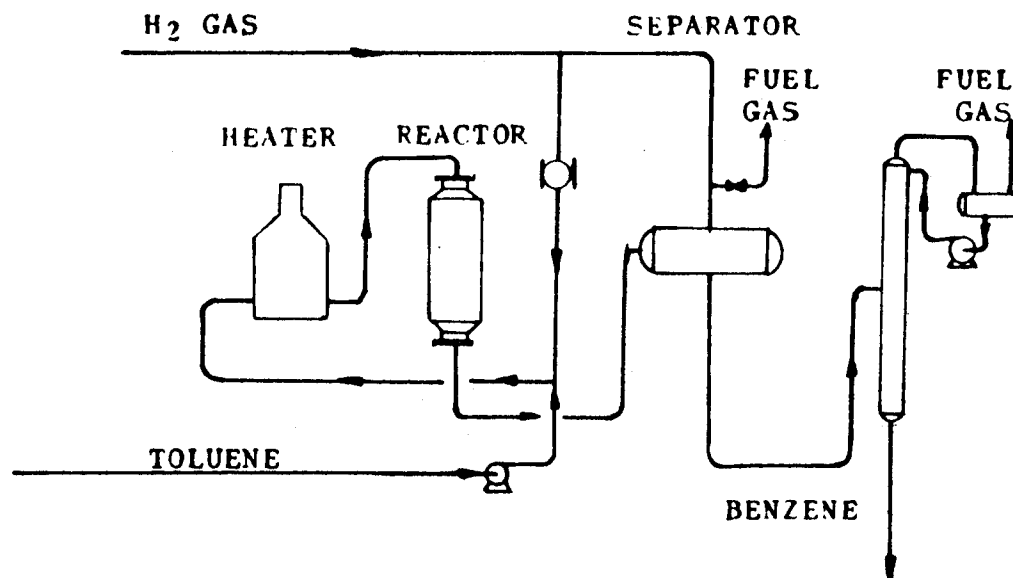 H2 GAS
SEPARATOR
FUEL
GAS
FUEL
GAS
HEATER
REACTOR
TOLUENE
BENZENE